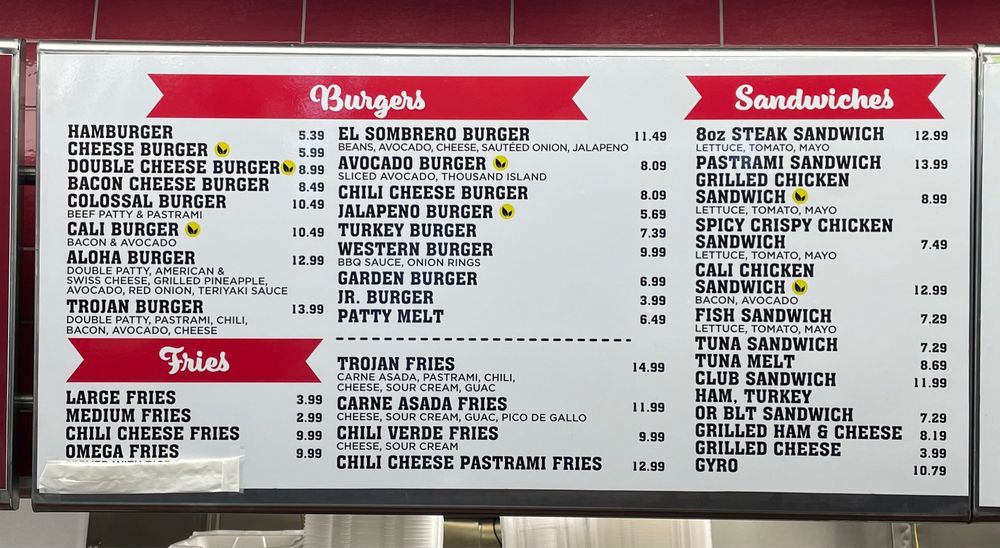 Burgers
HAMBURGER 5.39
CHEESE BURGER 5.99
DOUBLE CHEESE BURGER 8.99
BACON CHEESE BURGER 8.49
COLOSSAL BURGER 10.49
BEEF PATTY & PASTRAMI
CALI BURGER 10.49
BACON & AVOCADO
ALOHA BURGER 12.99
DOUBLE PATTY, AMERICAN &
SWISS CHEESE, GRILLED PINEAPPLE,
AVOCADO, RED ONION, TERIYAKI SAUCE
TROJAN BURGER 13.99
DOUBLE PATTY, PASTRAMI, CHILI,
BACON, AVOCADO, CHEESE
EL SOMBRERO BURGER 11.49
BEANS, AVOCADO, CHEESE, SAUTÉED ONION, JALAPENO
AVOCADO BURGER 8.09
SLICED AVOCADO, THOUSAND ISLAND
CHILI CHEESE BURGER 8.09
JALAPENO BURGER 5.69
TURKEY BURGER 7.39
WESTERN BURGER 9.99
BBQ SAUCE, ONION RINGS
GARDEN BURGER 6.99
JR. BURGER 3.99
PATTY MELT 6.49
Fries
LARGE FRIES 3.99
MEDIUM FRIES 2.99
CHILI CHEESE FRIES 9.99
OMEGA FRIES 9.99
TROJAN FRIES 14.99
CARNE ASADA, PASTRAMI, CHILI,
CHEESE, SOUR CREAM, GUAC
CARNE ASADA FRIES 11.99
CHEESE, SOUR CREAM, GUAC, PICO DE GALLO
CHILI VERDE FRIES 9.99
CHEESE, SOUR CREAM
CHILI CHEESE PASTRAMI FRIES 12.99
Sandwiches
8oz STEAK SANDWICH 12.99
LETTUCE, TOMATO, MAYO
PASTRAMI SANDWICH 13.99
GRILLED CHICKEN
SANDWICH 8.99
LETTUCE, TOMATO, MAYO
SPICY CRISPY CHICKEN
SANDWICH 7.49
LETTUCE, TOMATO, MAYO
CALI CHICKEN
SANDWICH 12.99
BACON, AVOCADO
FISH SANDWICH 7.29
LETTUCE, TOMATO, MAYO
TUNA SANDWICH 7.29
TUNA MELT 8.69
CLUB SANDWICH 11.99
HAM, TURKEY
OR BLT SANDWICH 7.29
GRILLED HAM & CHEESE 8.19
GRILLED CHEESE 3.99
GYRO 10.79